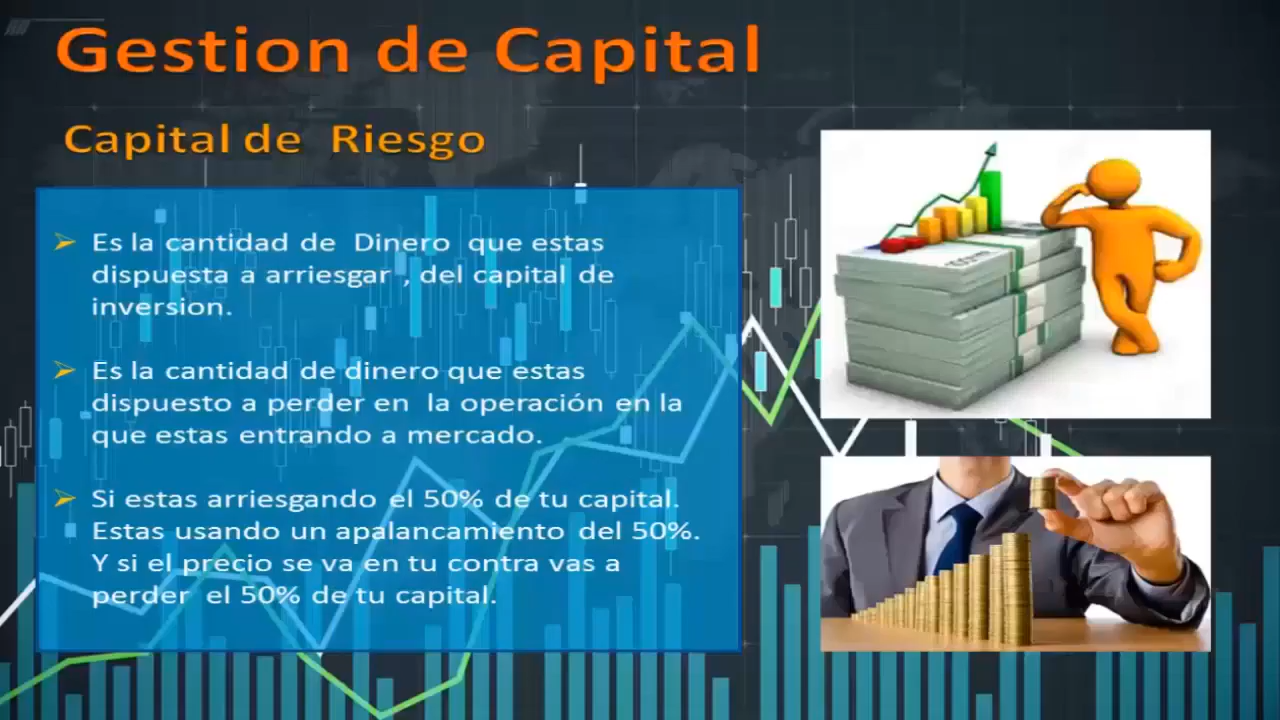 Gestion de Capital
Capital de Riesgo
Es la cantidad de Dinero que estas
dispuesta a arriesgar , del capital de
inversion.
Es la cantidad de dinero que estas
dispuesto a perder en la operación en la
que estas entrando a mercado.
Si estas arriesgando el 50% de tu capital.
Estas usando un apalancamiento del 50%.
Y si el precio se va en tu contra vas a
perder el 50% de tu capital.